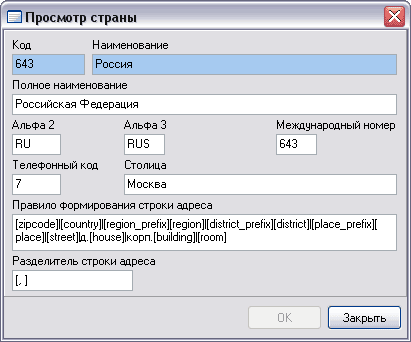 Просмотр страны
Код Наименование
643 Россия
Полное наименование
Российская Федерация
Альфа 2 Альфа 3 Международный номер
RU RUS 643
Телефонный код Столица
7 Москва
Правило формирования строки адреса
[zipcode]|[country]|[region_prefix][region]|[district_prefix][district]|[place_prefix][
place]|[street]|д.[house]|корп.[building]|[room]
Разделитель строки адреса
[, ]
OK Закрыть